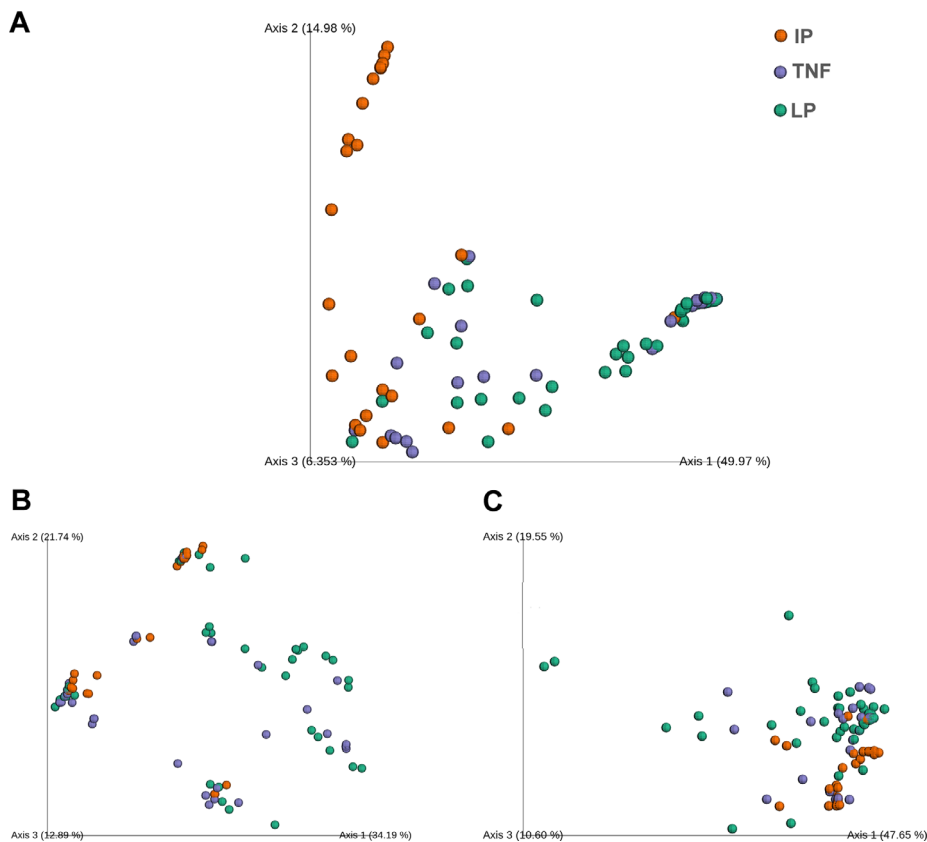 A
Axis 2 (14.98 %)
IP
TNF
LP
Axis 3 (6.353 %)
Axis 1 (49.97 %)
B
Axis 2 (21.74 %)
Axis 3 (12.89 %)
Axis 1 (34.19 %)
C
Axis 2 (19.55 %)
Axis 3 (10.60 %)
Axis 1 (47.65 %)